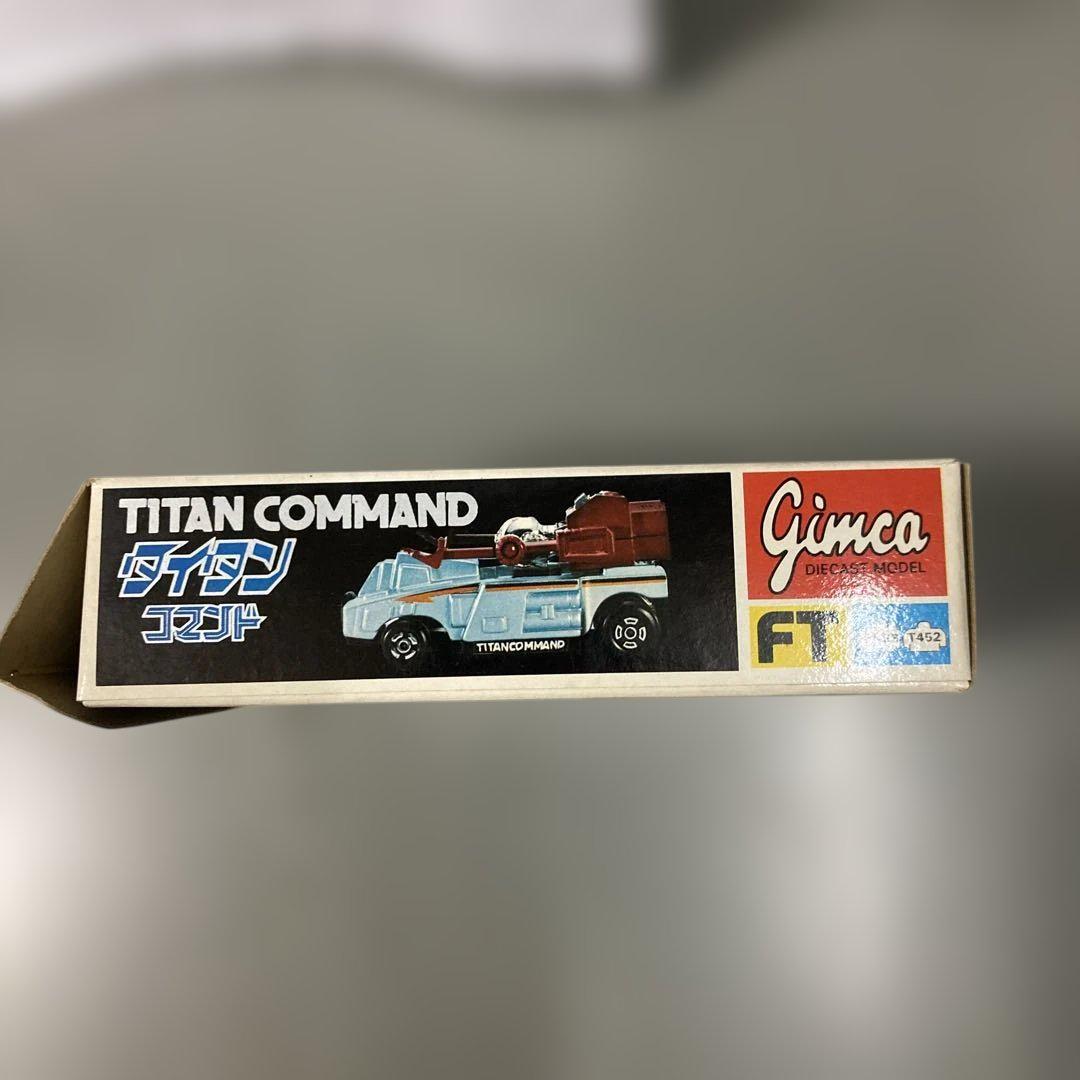 TITAN COMMAND
タイタン
コマンド
TITANCOMMAND
Gimca
DIECAST MODEL
FT
T452